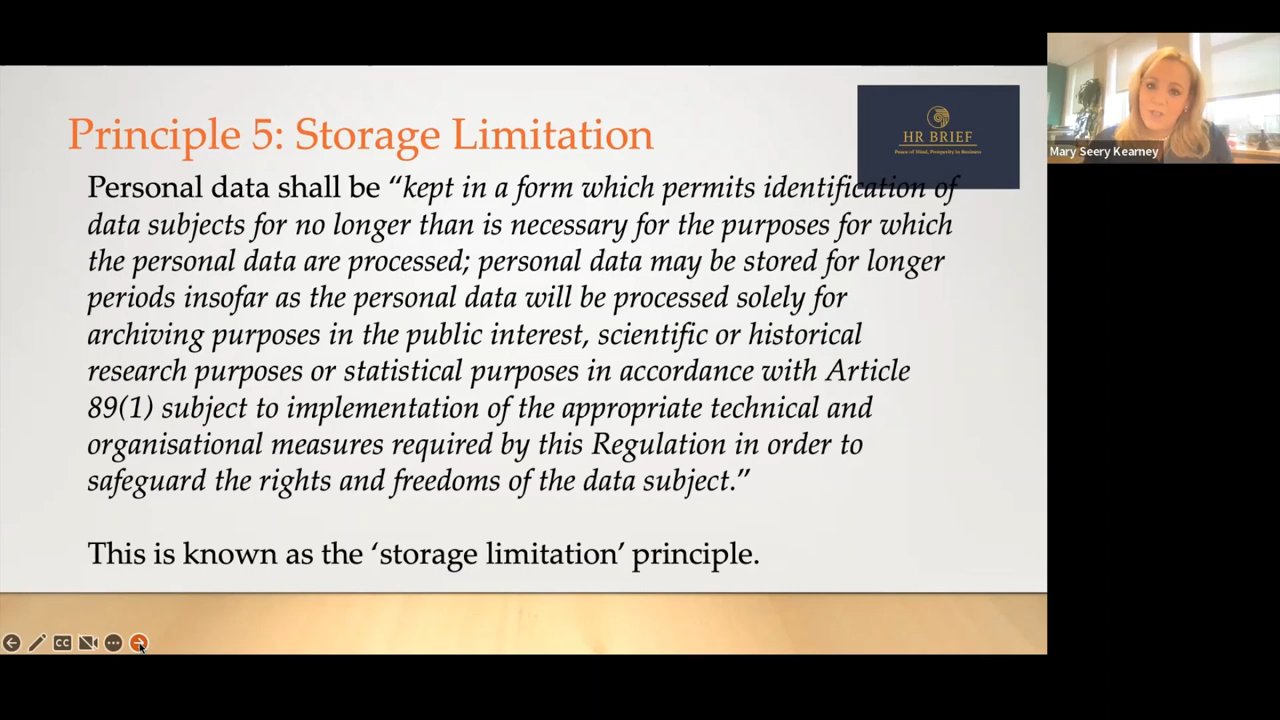 Principle 5: Storage Limitation
HR BRIEF
Peace of Mind, Prosperity in Business
Personal data shall be “kept in a form which permits identification of
data subjects for no longer than is necessary for the purposes for which
the personal data are processed; personal data may be stored for longer
periods insofar as the personal data will be processed solely for
archiving purposes in the public interest, scientific or historical
research purposes or statistical purposes in accordance with Article
89(1) subject to implementation of the appropriate technical and
organisational measures required by this Regulation in order to
safeguard the rights and freedoms of the data subject.”
This is known as the ‘storage limitation’ principle.
CC
Mary Seery Kearney